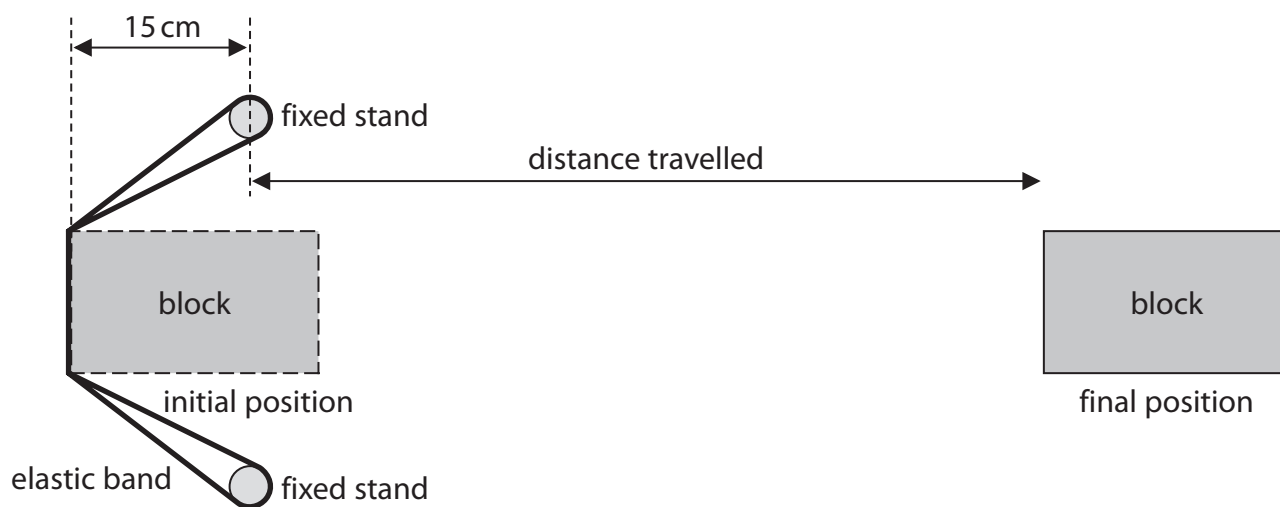 15 cm
fixed stand
distance travelled
block
block
initial position
final position
elastic band
fixed stand